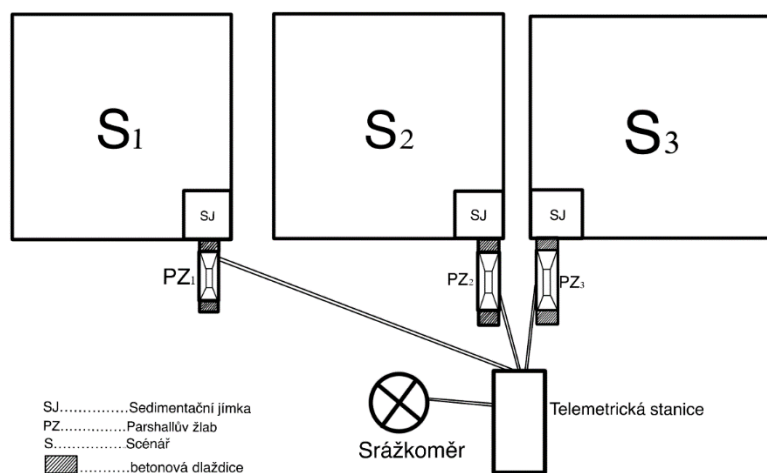 S1
S2
S3
SJ
SJ
SJ
PZ1
PZ2
PZ3
Telemetrická stanice
Srážkoměr
SJ.............Sedimentační jímka
PZ.............Parshallův žlab
S...............Scénář
...........betonová dlaždice